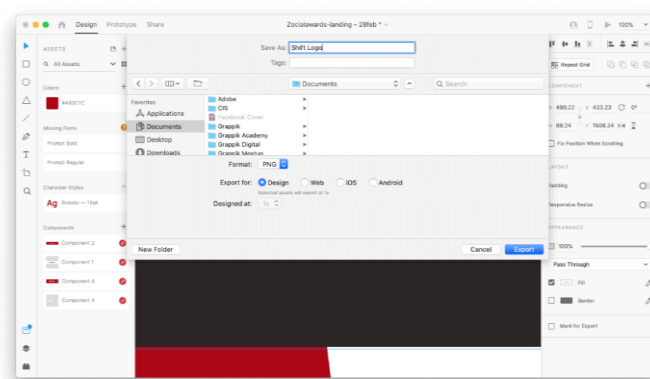 Design Prototype Share Zocialawards-landing – 28feb * 100%
Save As: Shift Logo
Tags:
ASSETS
All Assets
Documents
Search
Repeat Grid
Colors
#A00C1C
Favorites
Applications
Documents
Desktop
Downloads
Adobe
CIS
Facebook Cover
Grappik
Grappik Academy
Grappik Digital
Grappik Meetup
COMPONENT
499.22 433.23 0°
88.24 1608.34
Fix Position When Scrolling
Missing Fonts
Prompt Bold
Prompt Regular
Format: PNG
Export for: Design Web iOS Android
Selected assets will export at 1x
Designed at: 1x
LAYOUT
Padding
Responsive Resize
Character Styles
Ag Roboto — 16pt
Components
Component 2
Component 1
Component 4
Component 4
New Folder Cancel Export
APPEARANCE
100%
Pass Through
Fill
Border
Mark for Export